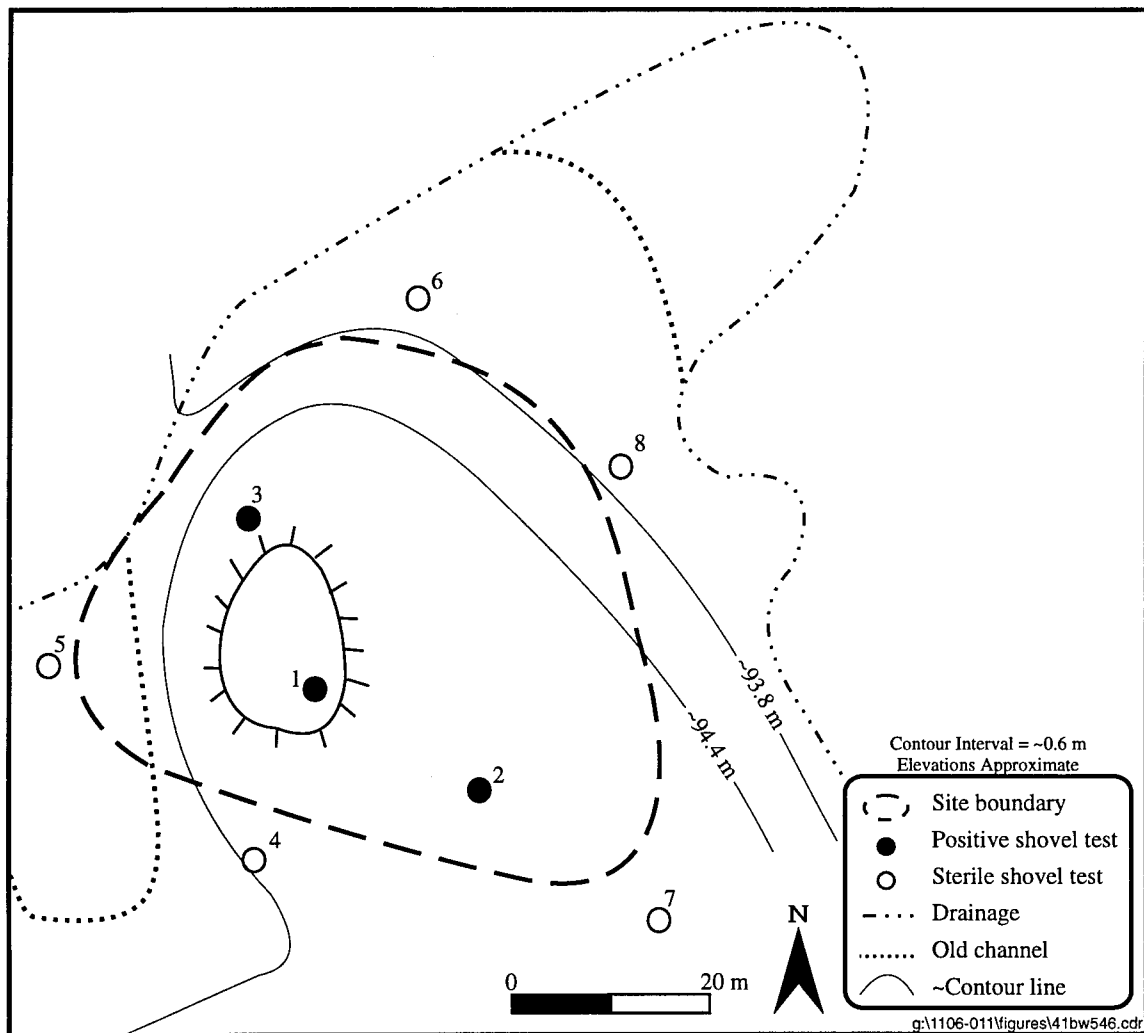 6
8
3
5
1
~93.8 m
~94.4 m
2
4
7
Contour Interval = ~0.6 m
Elevations Approximate
Site boundary
Positive shovel test
Sterile shovel test
Drainage
Old channel
~Contour line
N
0 20 m
g:\1106-011\figures\41bw546.cdr